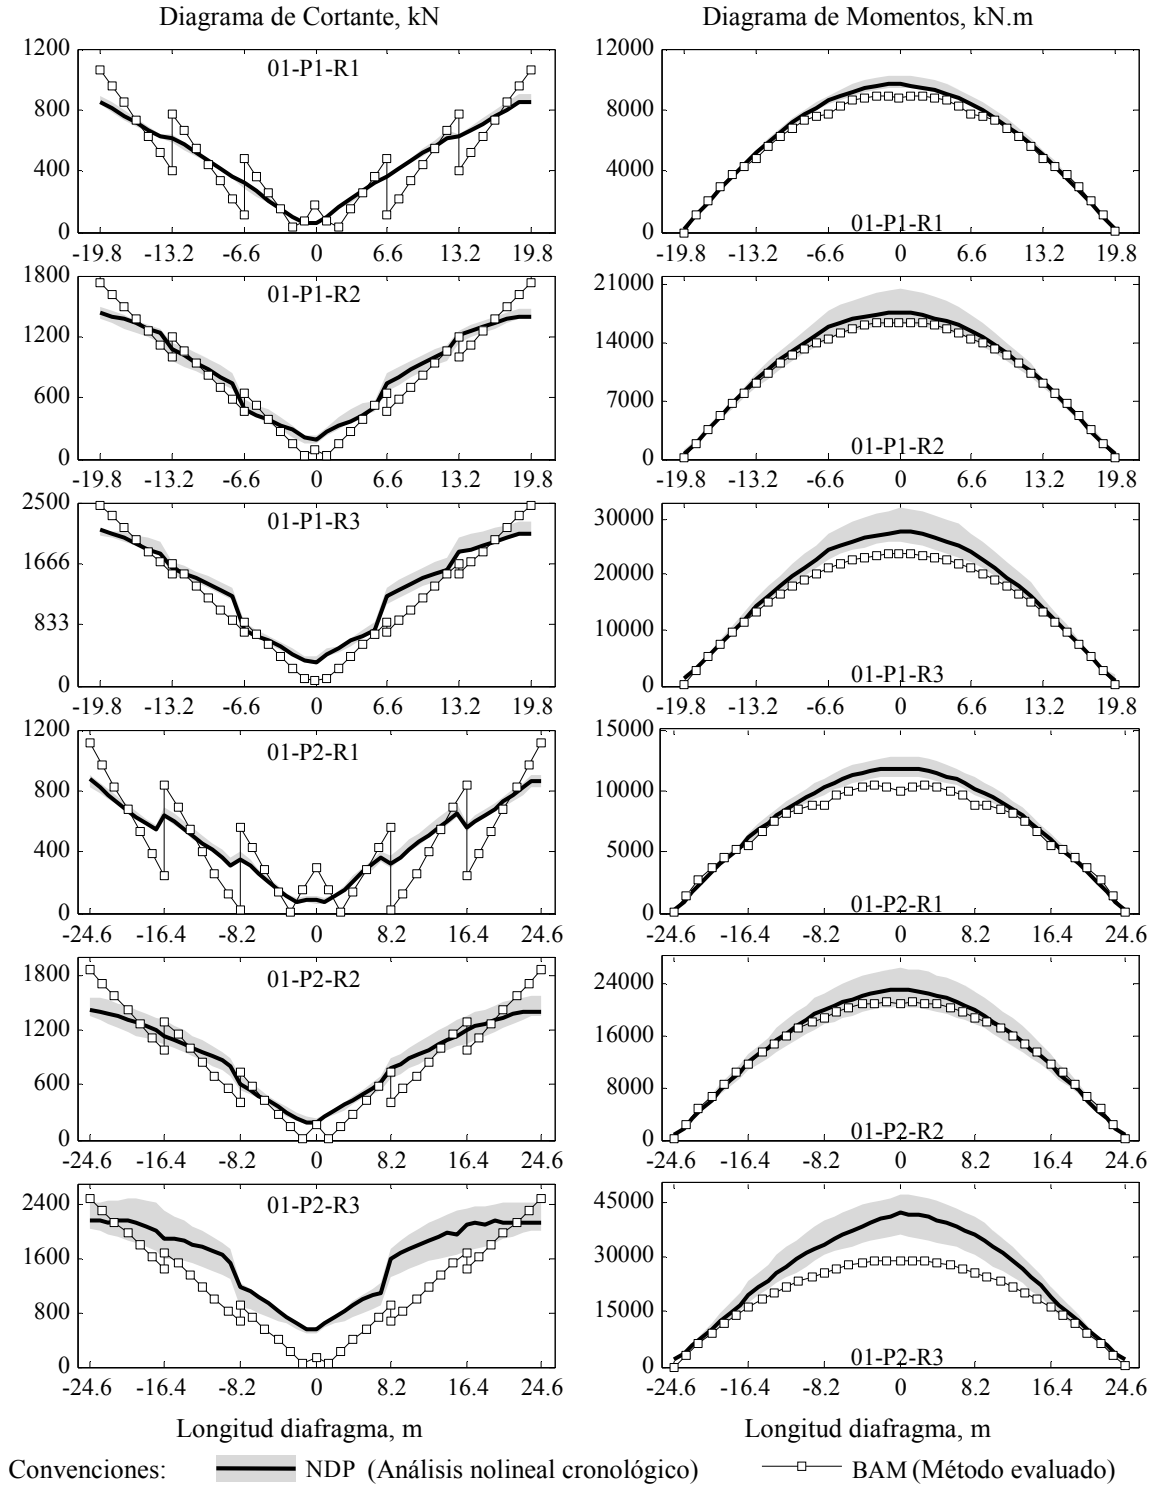 Diagrama de Cortante, kN
Diagrama de Momentos, kN.m
1200
800
400
0
01-P1-R1
-19.8 -13.2 -6.6 0 6.6 13.2 19.8
12000
8000
4000
0
01-P1-R1
-19.8 -13.2 -6.6 0 6.6 13.2 19.8
1800
1200
600
0
01-P1-R2
-19.8 -13.2 -6.6 0 6.6 13.2 19.8
21000
14000
7000
0
01-P1-R2
-19.8 -13.2 -6.6 0 6.6 13.2 19.8
2500
1666
833
0
01-P1-R3
-19.8 -13.2 -6.6 0 6.6 13.2 19.8
30000
20000
10000
0
01-P1-R3
-19.8 -13.2 -6.6 0 6.6 13.2 19.8
1200
800
400
0
01-P2-R1
-24.6 -16.4 -8.2 0 8.2 16.4 24.6
15000
10000
5000
0
01-P2-R1
-24.6 -16.4 -8.2 0 8.2 16.4 24.6
1800
1200
600
0
01-P2-R2
-24.6 -16.4 -8.2 0 8.2 16.4 24.6
24000
16000
8000
0
01-P2-R2
-24.6 -16.4 -8.2 0 8.2 16.4 24.6
2400
1600
800
0
01-P2-R3
-24.6 -16.4 -8.2 0 8.2 16.4 24.6
45000
30000
15000
0
01-P2-R3
-24.6 -16.4 -8.2 0 8.2 16.4 24.6
Longitud diafragma, m
Longitud diafragma, m
Convenciones: NDP (Análisis nolineal cronológico) BAM (Método evaluado)